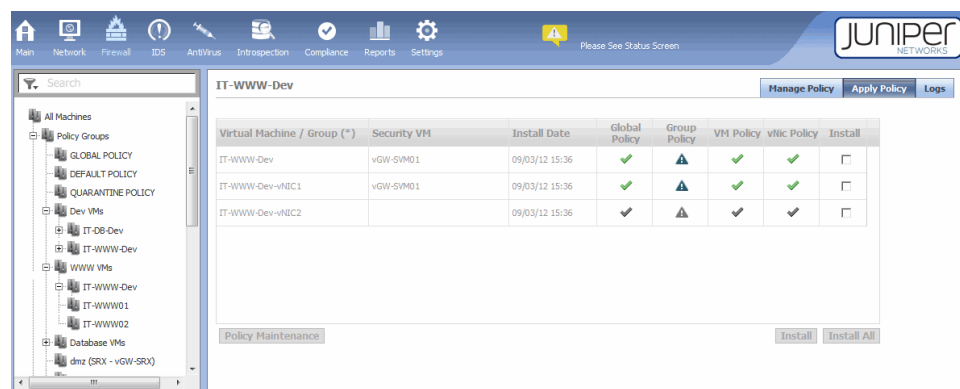 Main Network Firewall IDS AntiVirus Introspection Compliance Reports Settings
Please See Status Screen
JUNIPER
NETWORKS
Search
All Machines
Policy Groups
GLOBAL POLICY
DEFAULT POLICY
QUARANTINE POLICY
Dev VMs
IT-DB-Dev
IT-WWW-Dev
WWW VMs
IT-WWW-Dev
IT-WWW01
IT-WWW02
Database VMs
dmz (SRX - vGW-SRX)
IT-WWW-Dev
Manage Policy Apply Policy Logs
Virtual Machine / Group (*) Security VM Install Date Global Policy Group Policy VM Policy vNic Policy Install
IT-WWW-Dev vGW-SVM01 09/03/12 15:36
IT-WWW-Dev-vNIC1 vGW-SVM01 09/03/12 15:36
IT-WWW-Dev-vNIC2 09/03/12 15:36
Policy Maintenance Install Install All